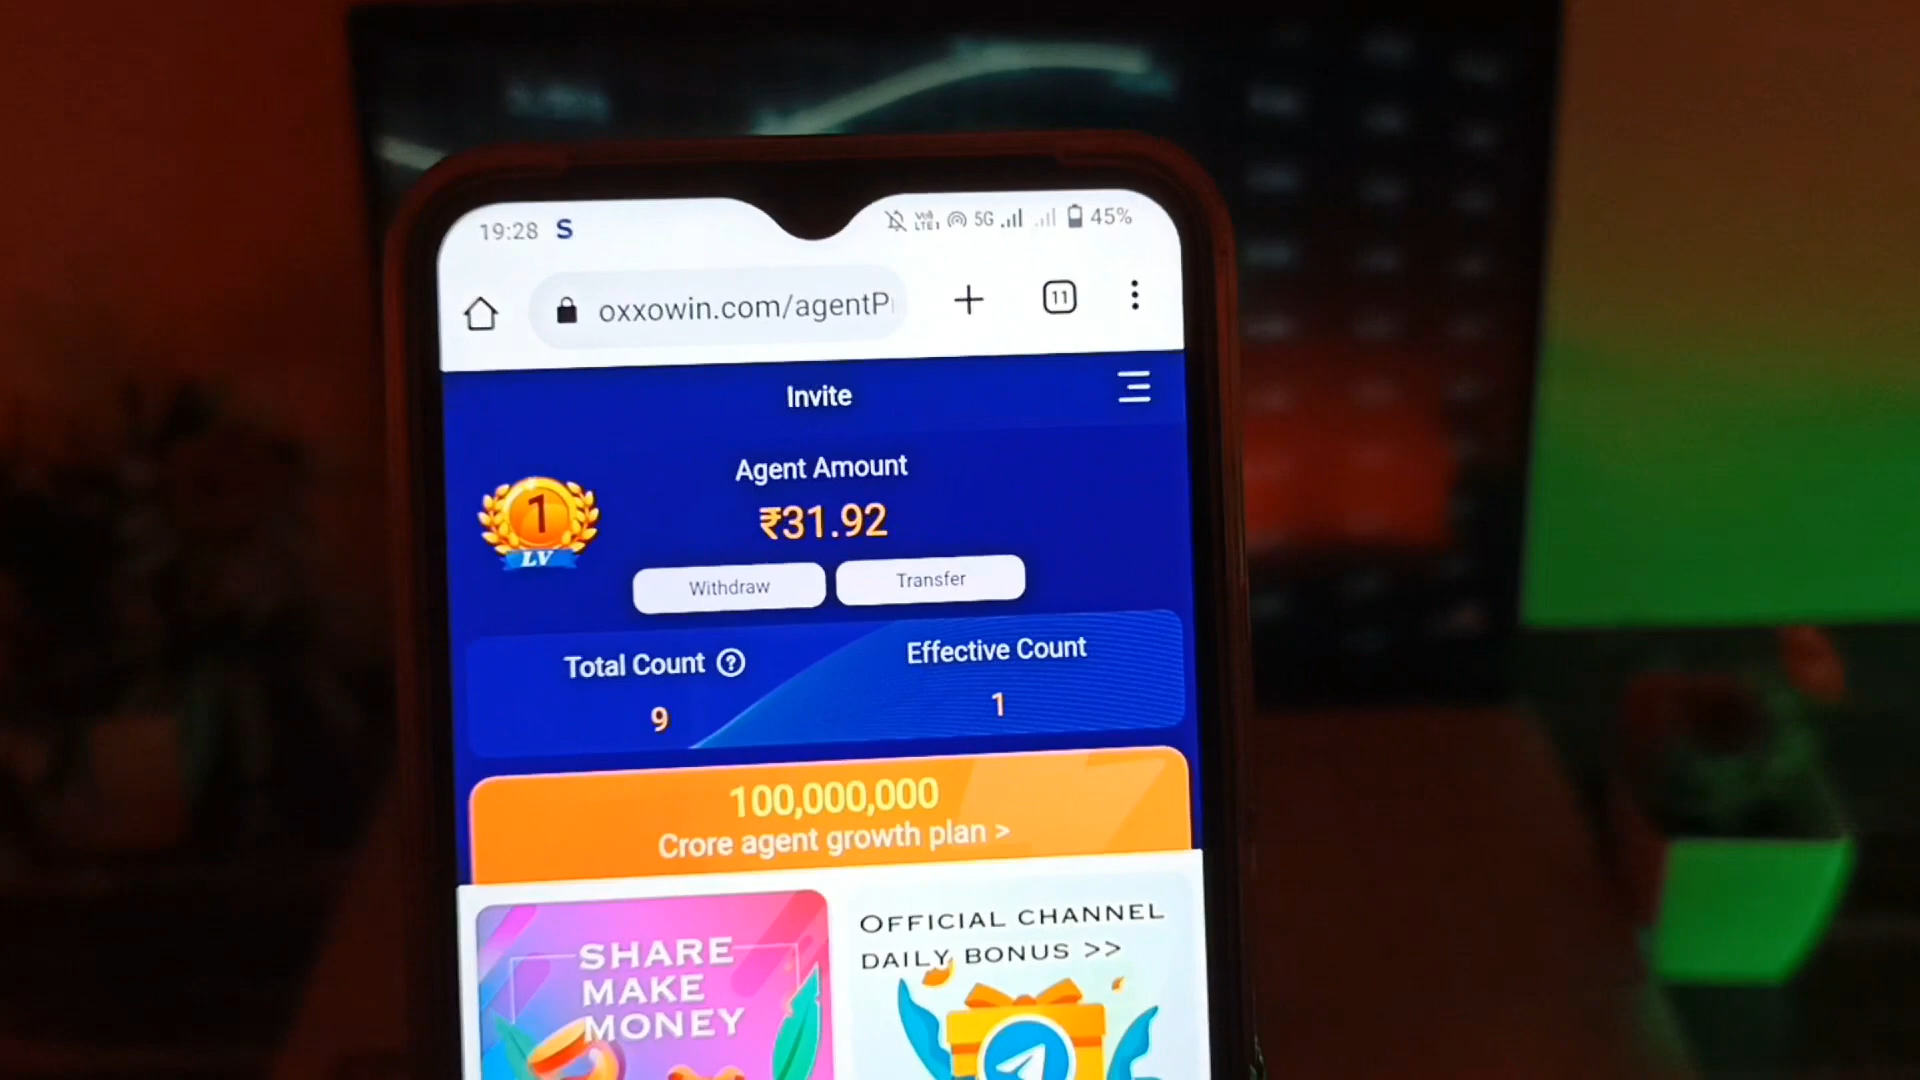 19:28 S 5G 45%
oxxowin.com/agentP
11
Invite
Agent Amount
₹31.92
1
LV
Withdraw Transfer
Total Count ? Effective Count
9 1
100,000,000
Crore agent growth plan >
SHARE
MAKE
MONEY
OFFICIAL CHANNEL
DAILY BONUS >>